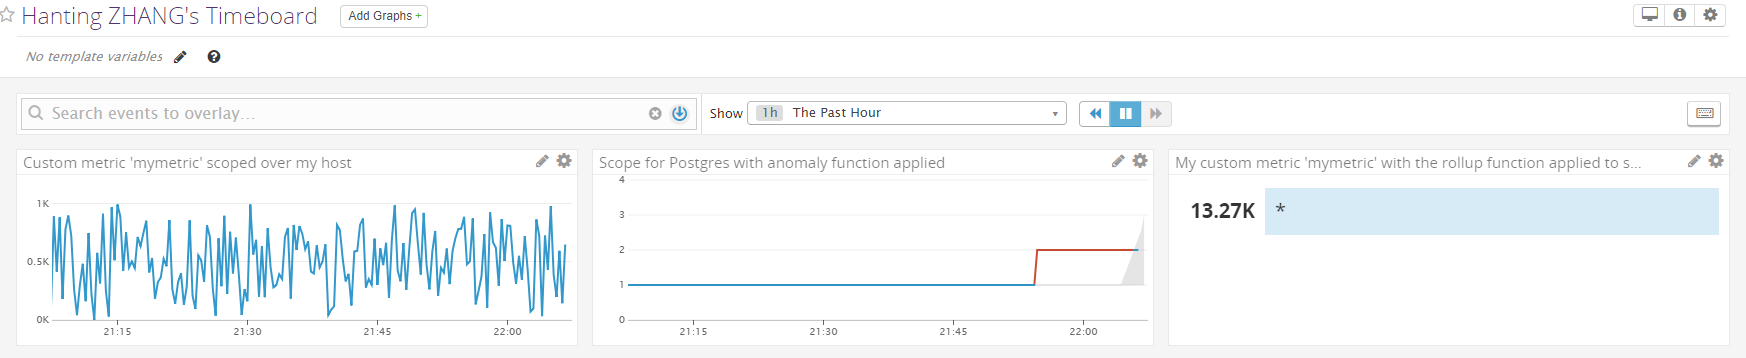 Hanting ZHANG's Timeboard Add Graphs +
No template variables
Search events to overlay... Show 1h The Past Hour
Custom metric 'mymetric' scoped over my host
1K
0.5K
0K
21:15 21:30 21:45 22:00
Scope for Postgres with anomaly function applied
4
3
2
1
0
21:15 21:30 21:45 22:00
My custom metric 'mymetric' with the rollup function applied to s...
13.27K *